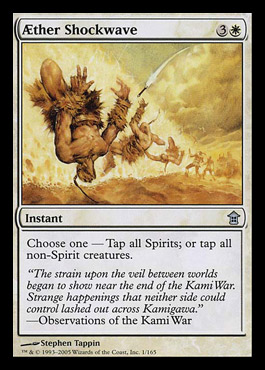 Æther Shockwave 3
Instant
Choose one — Tap all Spirits; or tap all
non-Spirit creatures.
“The strain upon the veil between worlds
began to show near the end of the Kami War.
Strange happenings that neither side could
control lashed out across Kamigawa.”
—Observations of the Kami War
Stephen Tappin
™ & © 1993–2005 Wizards of the Coast, Inc. 1/165